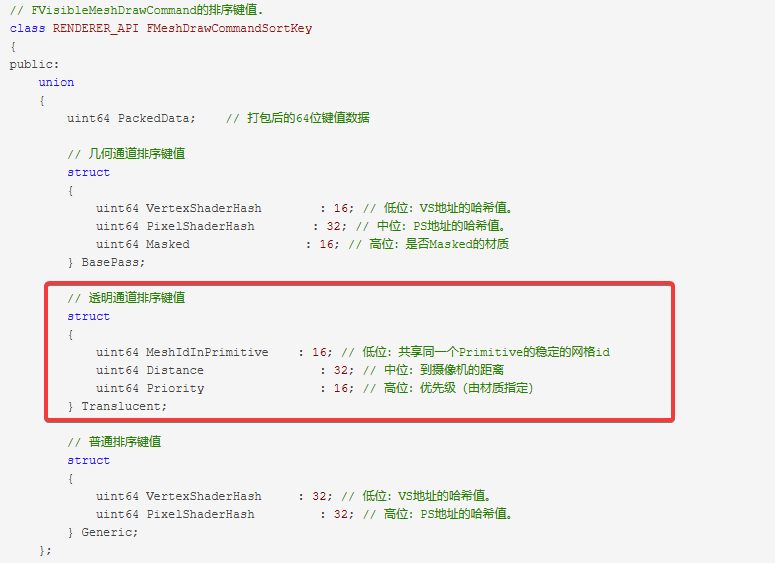 // FVisibleMeshDrawCommand的排序键值.
class RENDERER_API FMeshDrawCommandSortKey
{
public:
    union
    {
        uint64 PackedData;    // 打包后的64位键值数据
        // 几何通道排序键值
        struct
        {
            uint64 VertexShaderHash        : 16; // 低位: VS地址的哈希值。
            uint64 PixelShaderHash        : 32; // 中位: PS地址的哈希值。
            uint64 Masked                : 16; // 高位: 是否Masked的材质
        } BasePass;
        // 透明通道排序键值
        struct
        {
            uint64 MeshIdInPrimitive    : 16; // 低位: 共享同一个Primitive的稳定的网格id
            uint64 Distance                : 32; // 中位: 到摄像机的距离
            uint64 Priority                : 16; // 高位: 优先级 (由材质指定)
        } Translucent;
        // 普通排序键值
        struct
        {
            uint64 VertexShaderHash     : 32; // 低位: VS地址的哈希值。
            uint64 PixelShaderHash         : 32; // 高位: PS地址的哈希值。
        } Generic;
    };